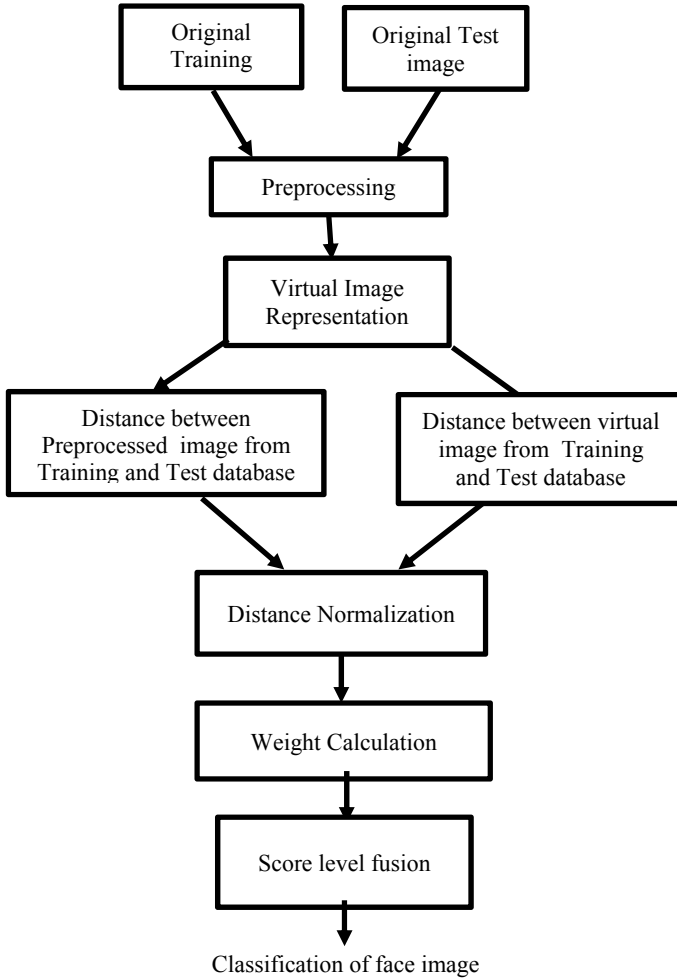 Original
Training
Original Test
image
Preprocessing
Virtual Image
Representation
Distance between
Preprocessed image from
Training and Test database
Distance between virtual
image from Training
and Test database
Distance Normalization
Weight Calculation
Score level fusion
Classification of face image